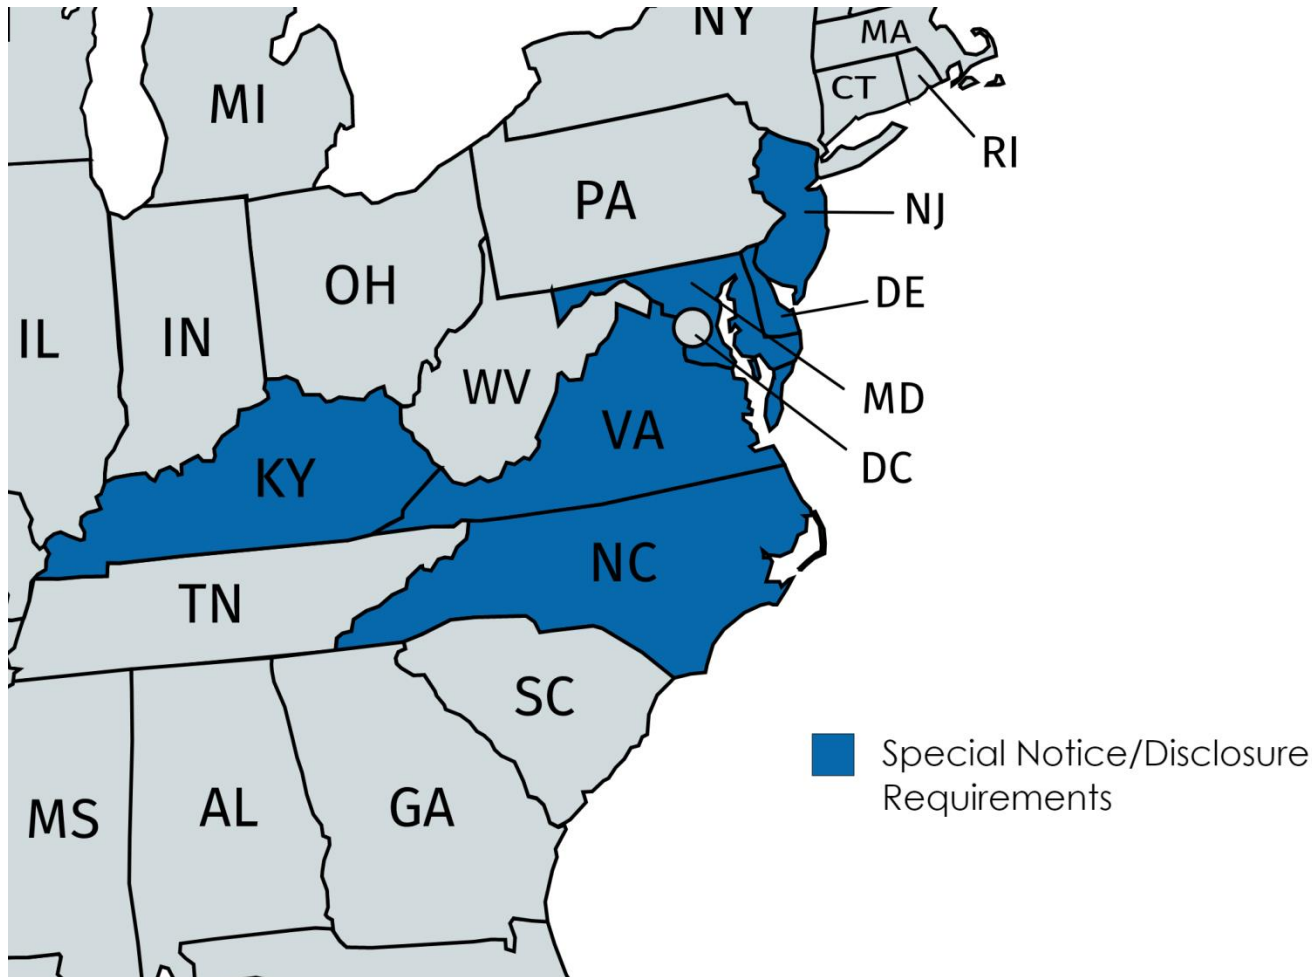 NY
MA
MI
CT
RI
PA
NJ
OH
DE
IL
IN
WV
MD
VA
DC
KY
NC
TN
SC
Special Notice/Disclosure
Requirements
MS
AL
GA